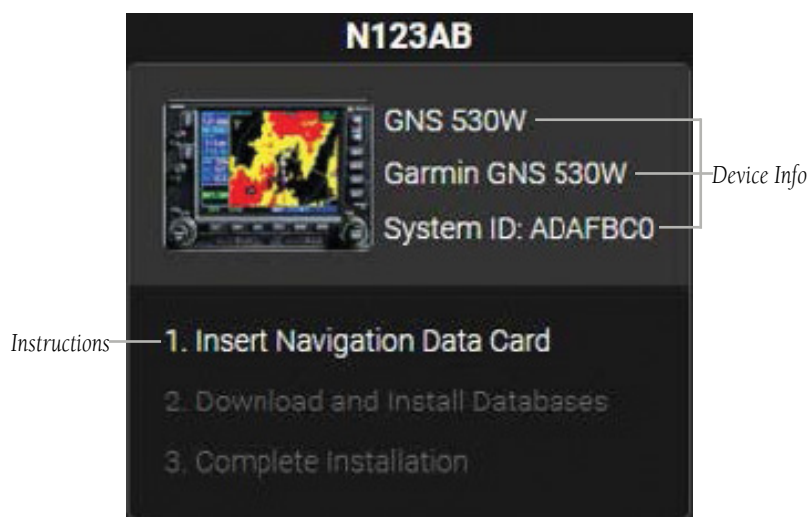 N123AB
GNS 530W
Garmin GNS 530W
Device Info
System ID: ADAFBC0
Instructions
1. Insert Navigation Data Card
2. Download and Install Databases
3. Complete Installation